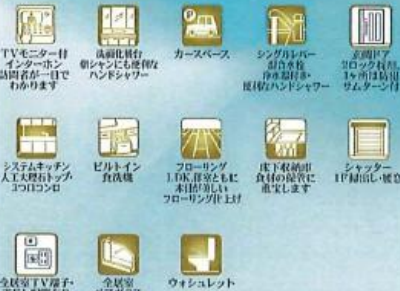 P
TVモニター付
インターホン
訪問者が一目で
わかります
洗面化粧台
朝シャンにも便利な
ハンドシャワー
カースペース
シングルレバー
混合水栓
浄水器付き・
便利なハンドシャワー
玄関ドア
2ロック
サムターン付
システムキッチン
人工大理石トップ・
3つ口コンロ
ビルトイン
食洗機
フローリング
LDK、居室ともに
木目が美しい
フローリング仕上げ
床下収納庫
食材の保管に
重宝します
シャッター
1F掃出し・腰窓
全居室TV端子・
全居室
ウォシュレット